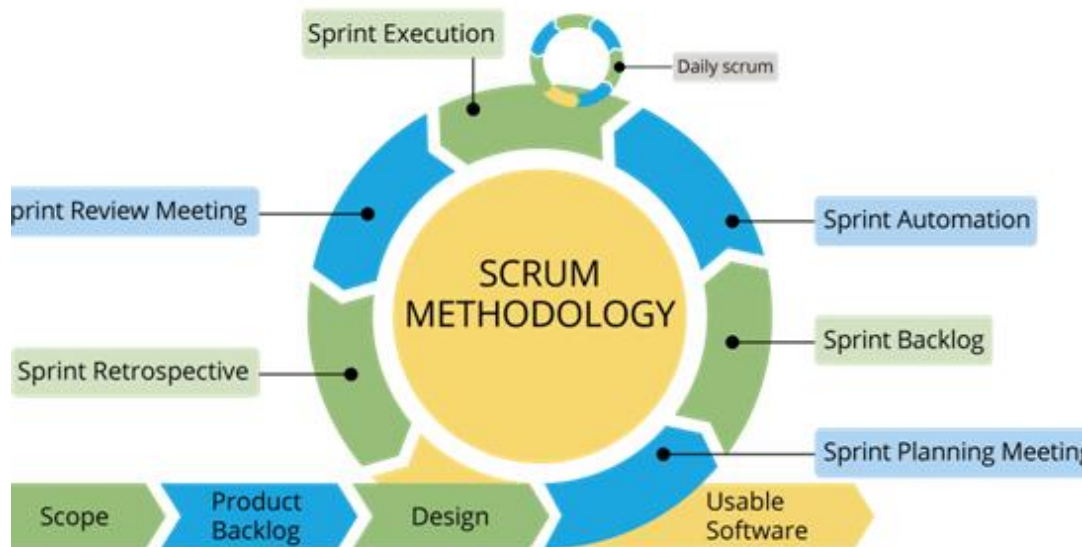 Sprint Execution
Daily scrum
print Review Meeting
Sprint Automation
SCRUM
METHODOLOGY
Sprint Backlog
Sprint Retrospective
Sprint Planning Meeting
Scope
Product
Backlog
Design
Usable
Software